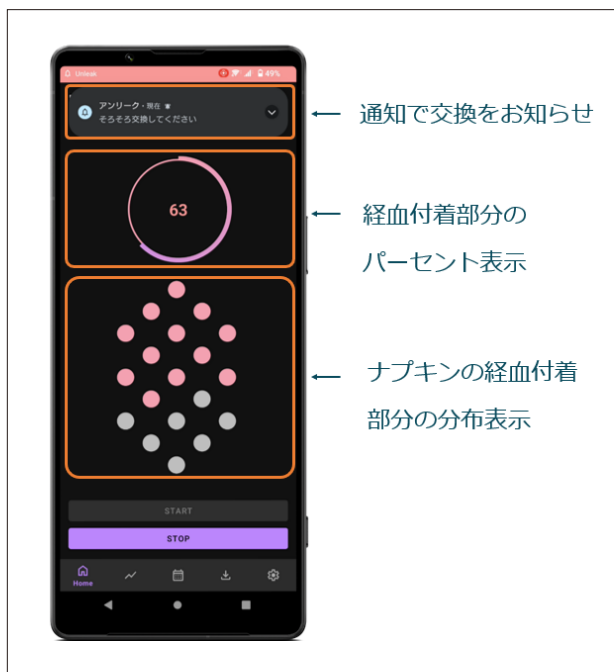 Unleak
49%
アンリーク・現在
そろそろ交換してください
通知で交換をお知らせ
63
経血付着部分の
パーセント表示
ナプキンの経血付着
部分の分布表示
START
STOP
Home